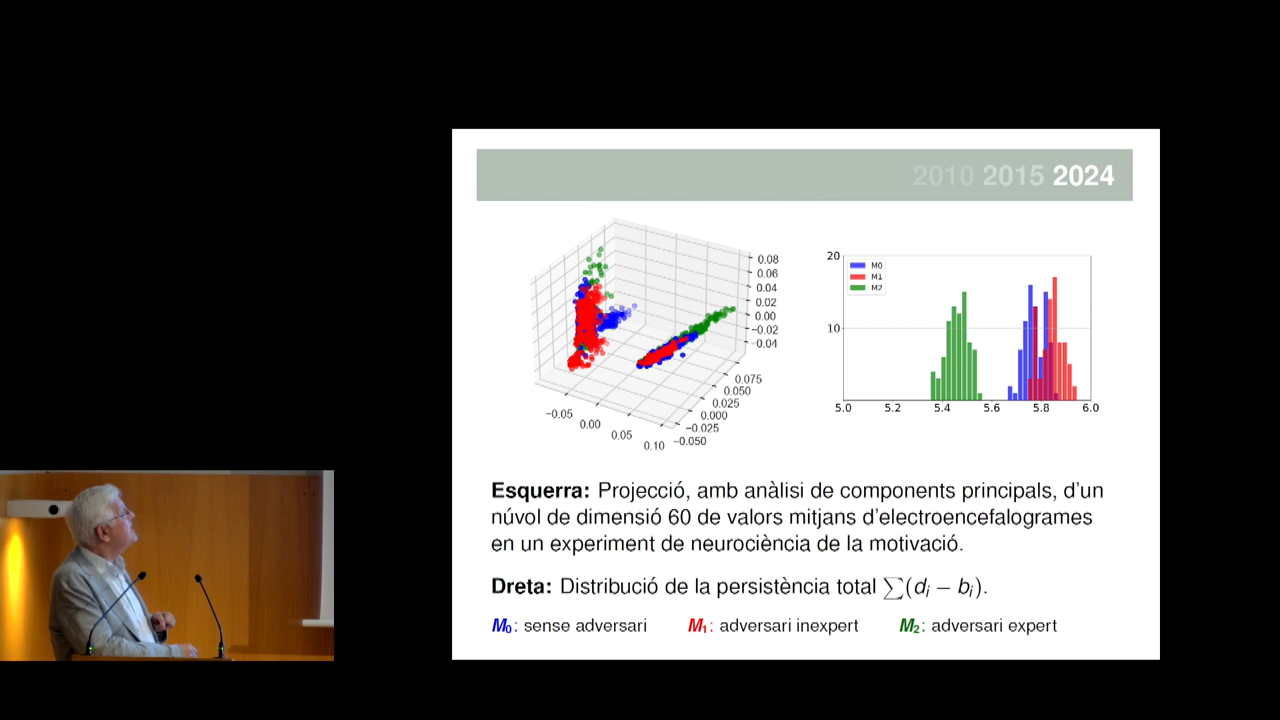 2010 2015 2024
0.08
0.06
0.04
0.02
0.00
−0.02
−0.04
0.075
0.050
0.025
0.000
−0.025
−0.050
−0.05
0.00
0.05
0.10
20
10
M0
M1
M2
5.0 5.2 5.4 5.6 5.8 6.0
Esquerra: Projecció, amb anàlisi de components principals, d'un
núvol de dimensió 60 de valors mitjans d'electroencefalogrames
en un experiment de neurociència de la motivació.
Dreta: Distribució de la persistència total ∑(dᵢ − bᵢ).
M₀: sense adversari M₁: adversari inexpert M₂: adversari expert